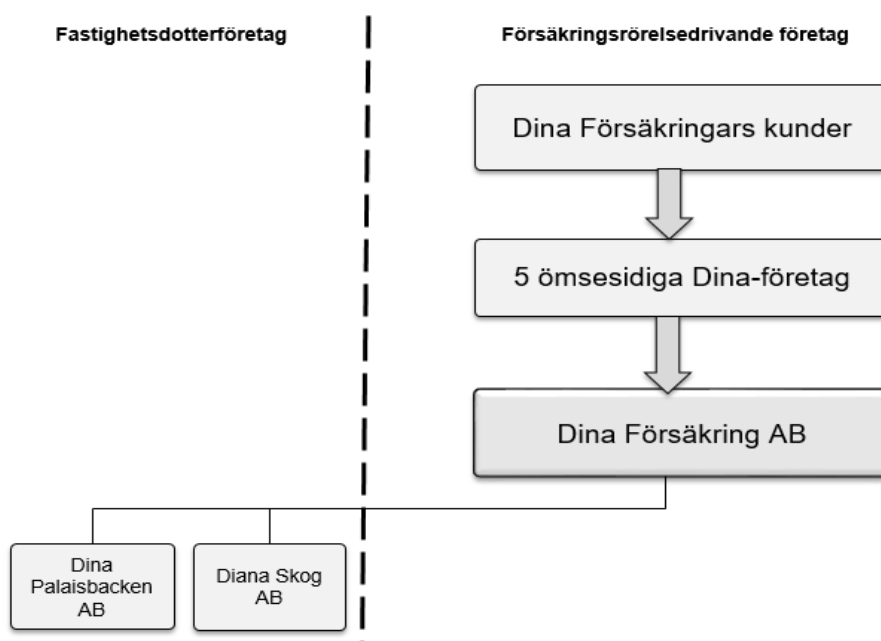 Fastighetsdotterföretag
Försäkringsrörelsedrivande företag
Dina Försäkringars kunder
5 ömsesidiga Dina-företag
Dina Försäkring AB
Dina
Palaisbacken
AB
Diana Skog
AB